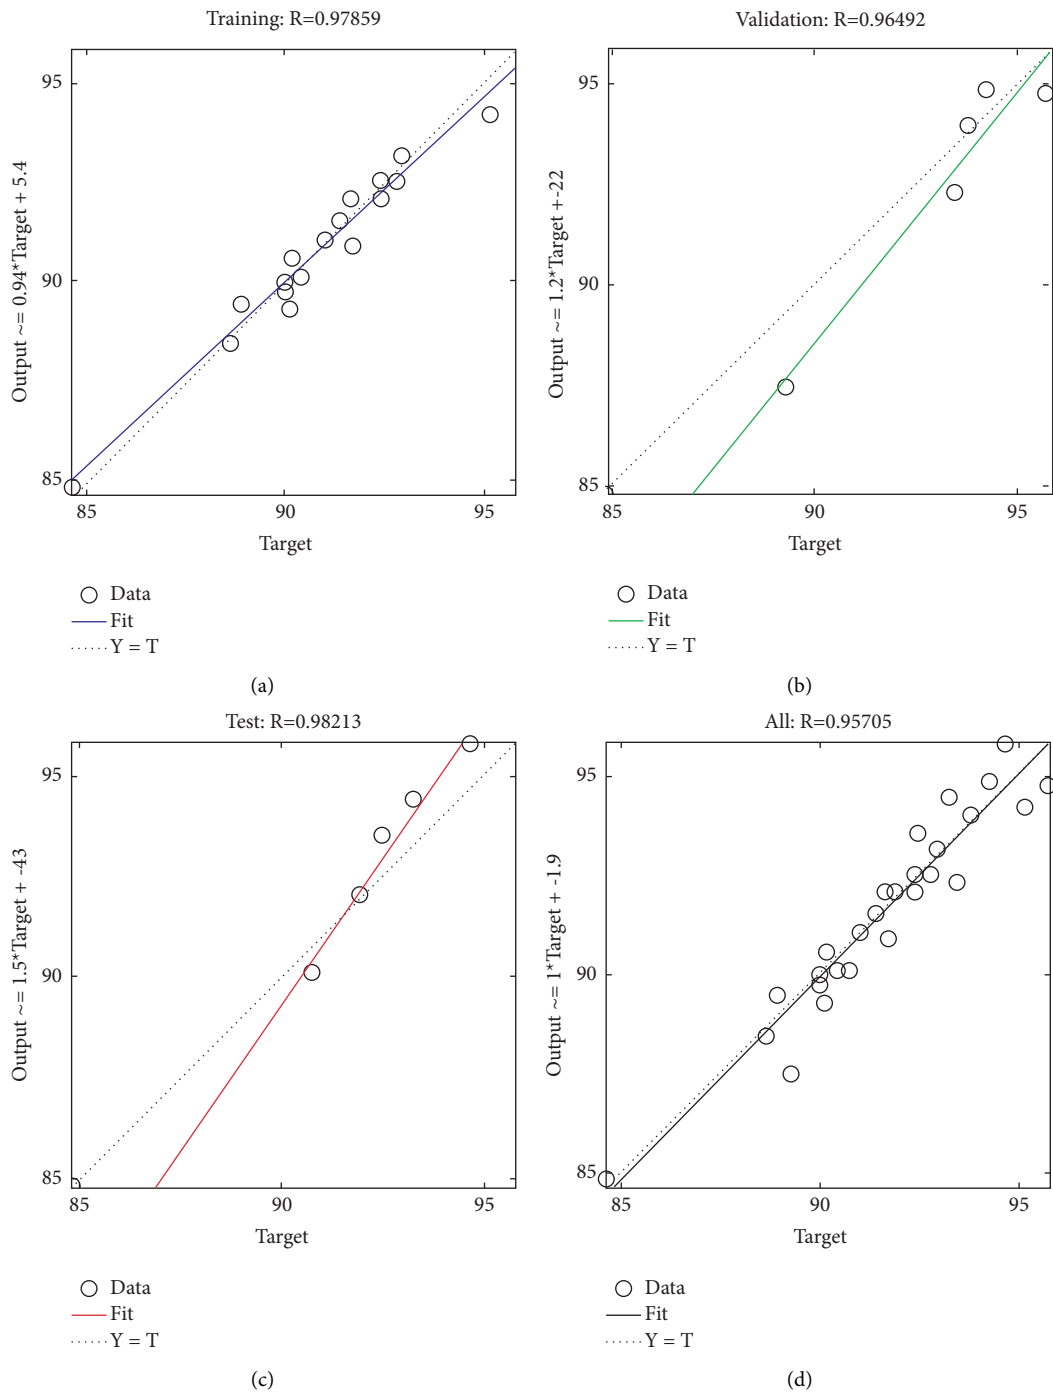 Training: R=0.97859
95
90
85
85 90 95
Output ~= 0.94*Target + 5.4
Target
Data
Fit
Y = T
(a)
Validation: R=0.96492
95
90
85
85 90 95
Output ~= 1.2*Target +-22
Target
Data
Fit
Y = T
(b)
Test: R=0.98213
95
90
85
85 90 95
Output ~= 1.5*Target + -43
Target
Data
Fit
Y = T
(c)
All: R=0.95705
95
90
85
85 90 95
Output ~= 1*Target + -1.9
Target
Data
Fit
Y = T
(d)